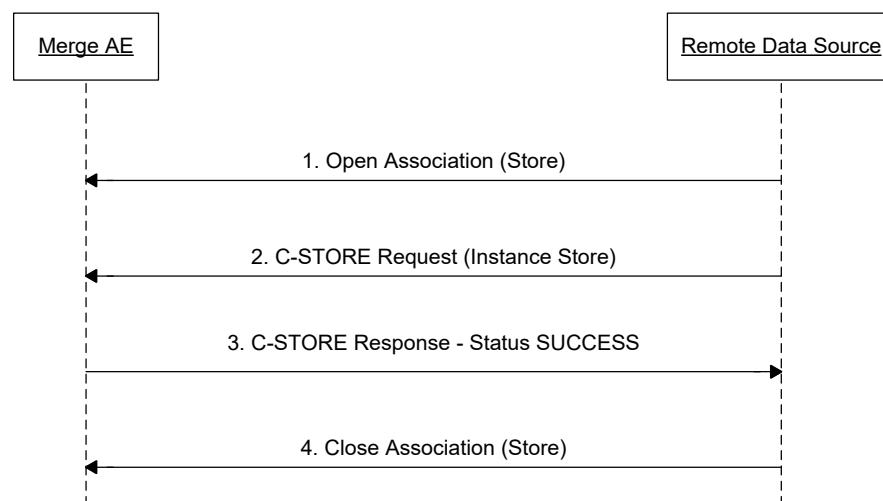 Merge AE
Remote Data Source
1. Open Association (Store)
2. C-STORE Request (Instance Store)
3. C-STORE Response - Status SUCCESS
4. Close Association (Store)